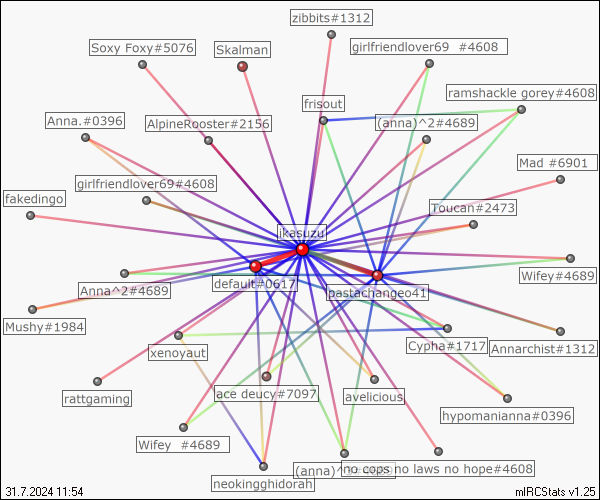 zibbits#1312
Soxy Foxy#5076
Skalman
girlfriendlover69 #4608
ramshackle gorey#4608
frisout
Anna.#0396
AlpineRooster#2156
(anna)^2#4689
Mad #6901
girlfriendlover69#4608
fakedingo
Toucan#2473
ikasuzu
Wifey#4689
default#0617
Anna^2#4689
pastachangeo41
Mushy#1984
Cypha#1717
Annarchist#1312
xenoyaut
rattgaming
ace deucy#7097
avelicious
hypomanianna#0396
Wifey #4689
(anna)^
no cops no laws no hope#4608
neokingghidorah
31.7.2024 11:54
mIRCStats v1.25